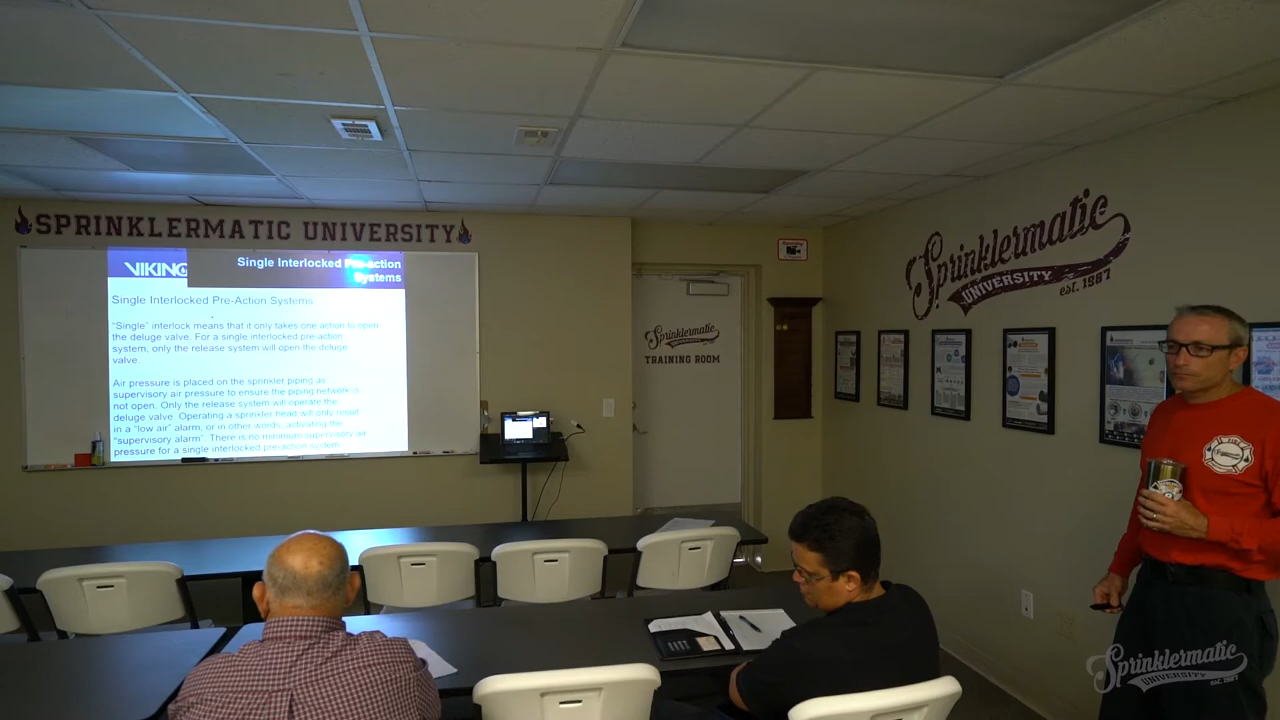 SPRINKLERMATIC UNIVERSITY
VIKING
Single Interlocked Pre-action
Systems
Single Interlocked Pre-Action Systems
"Single" interlock means that it only takes one action to open
the deluge valve. For a single interlocked pre-action
system, only the release system will open the deluge
valve.
Air pressure is placed on the sprinkler piping as
supervisory air pressure to ensure the piping network is
not open. Only the release system will operate the
deluge valve. Operating a sprinkler head will only result
in a "low air" alarm, or in other words, activating the
"supervisory alarm". There is no minimum supervisory air
pressure for a single interlocked pre-action system.
Sprinklermatic
TRAINING ROOM
Sprinklermatic
UNIVERSITY
est. 1987
Sprinklermatic
UNIVERSITY
est. 1987